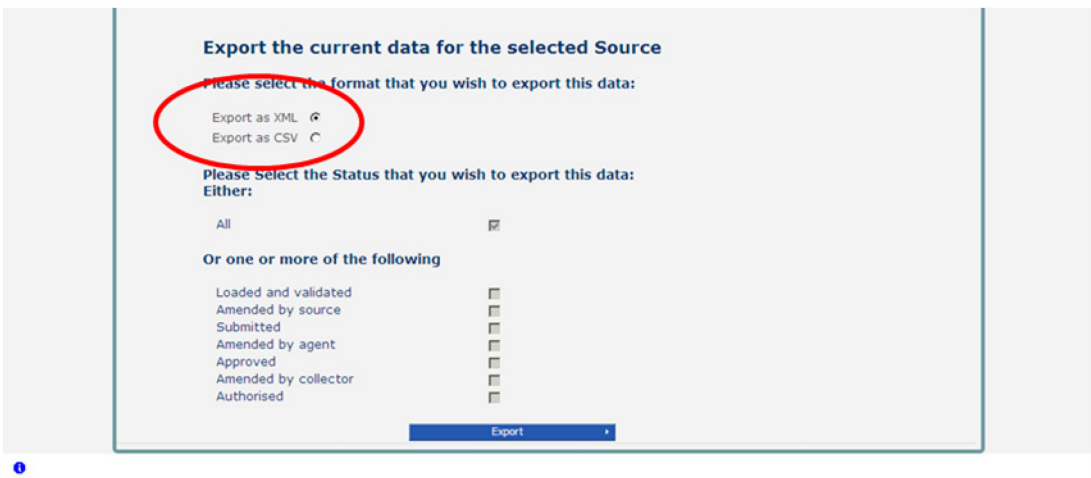 Export the current data for the selected Source
Please select the format that you wish to export this data:
Export as XML
Export as CSV
Please Select the Status that you wish to export this data:
Either:
All
Or one or more of the following
Loaded and validated
Amended by source
Submitted
Amended by agent
Approved
Amended by collector
Authorised
Export